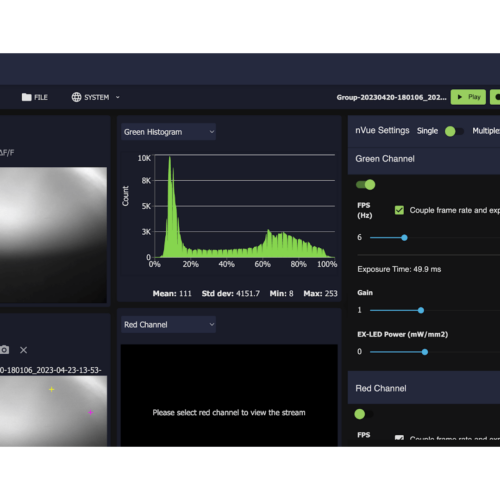 FILE
SYSTEM
Group-20230420-180106_202...
Play
ΔF/F
Green Histogram
nVue Settings
Single
Multiple
Green Channel
10K
8K
5K
3K
0
Count
0%
20%
40%
60%
80%
100%
FPS
(Hz)
Couple frame rate and exp
6
Exposure Time: 49.9 ms
Mean: 111 Std dev: 4151.7 Min: 8 Max: 253
Gain
1
Red Channel
EX-LED Power (mW/mm2)
0
0-180106_2023-04-23-13-53-
Red Channel
Please select red channel to view the stream
FPS
Couple frame rate and exp